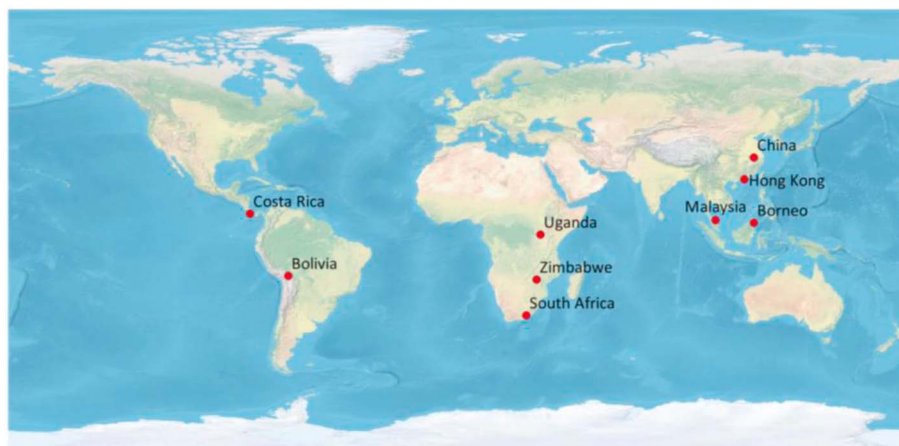 China
Hong Kong
Malaysia
Borneo
Costa Rica
Uganda
Bolivia
Zimbabwe
South Africa